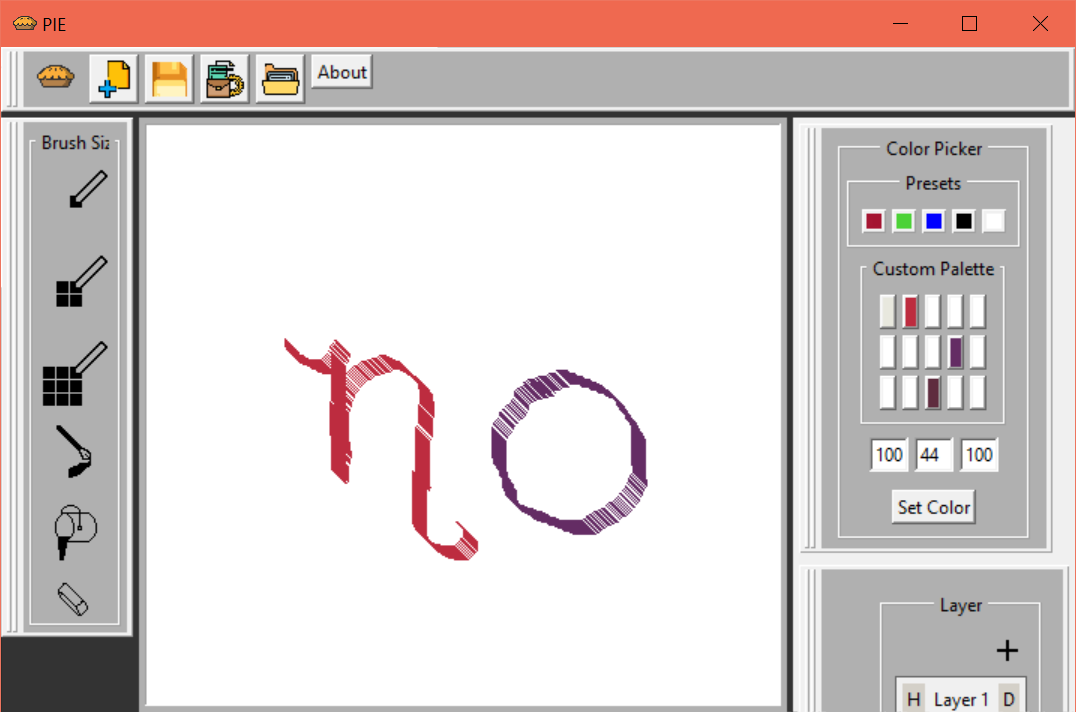 PIE
About
Brush Siz
no
Color Picker
Presets
Custom Palette
100 44 100
Set Color
Layer
+
H Layer 1 D